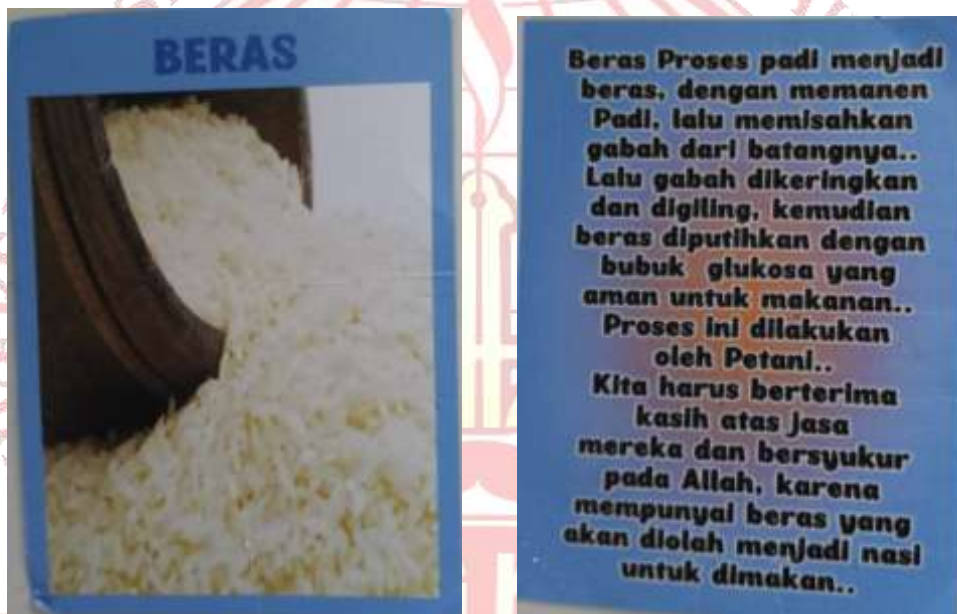 BERAS
Beras Proses padi menjadi
beras, dengan memanen
Padi, lalu memisahkan
gabah dari batangnya..
Lalu gabah dikeringkan
dan digiling, kemudian
beras diputihkan dengan
bubuk glukosa yang
aman untuk makanan..
Proses ini dilakukan
oleh Petani..
Kita harus berterima
kasih atas Jasa
mereka dan bersyukur
pada Allah, karena
mempunyai beras yang
akan diolah menjadi nasi
untuk dimakan..